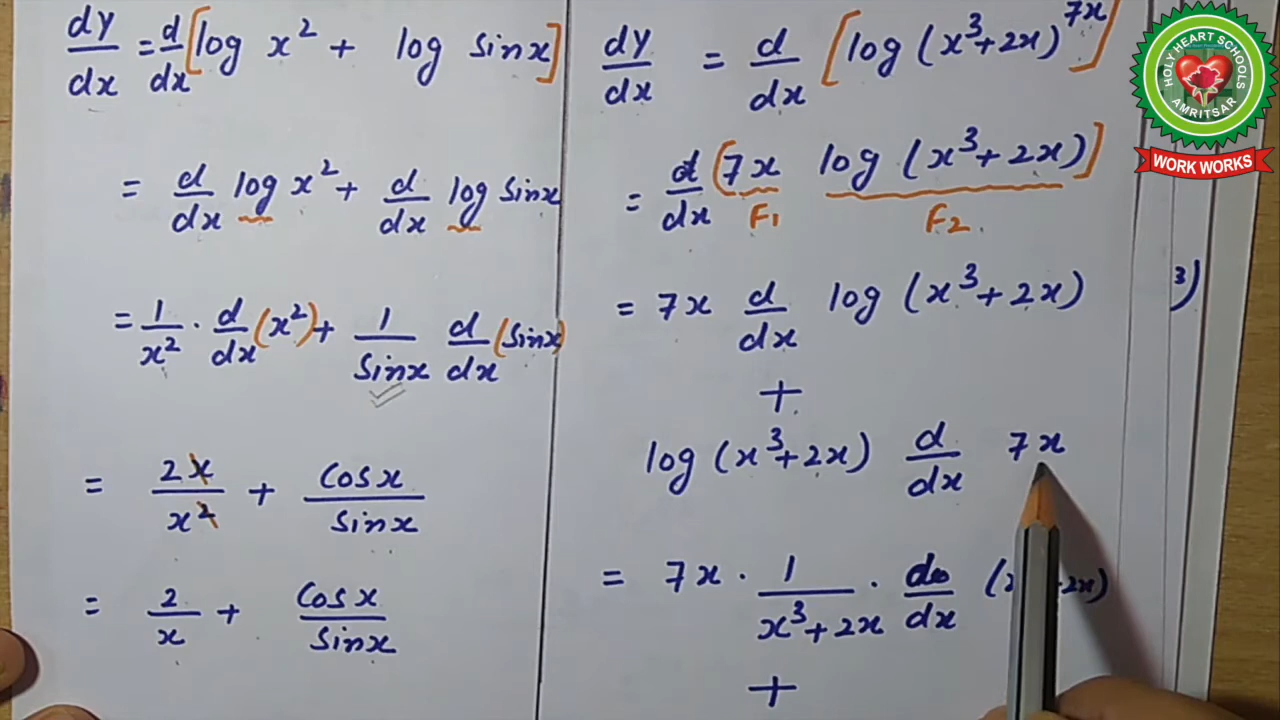 dy/dx = d/dx [log x² + log sinx]
= d/dx log x² + d/dx log sinx
= 1/x² · d/dx (x²) + 1/sinx d/dx (sinx)
= 2x/x² + cosx/sinx
= 2/x + cosx/sinx
dy/dx = d/dx [log (x³+2x)^7x]
= d/dx (7x log (x³+2x)]
F1 F2
= 7x d/dx log (x³+2x)
+
log (x³+2x) d/dx 7x
= 7x · 1/x³+2x · d/dx 2x)
+
3)
HOLY HEART SCHOOLS
AMRITSAR
WORK WORKS